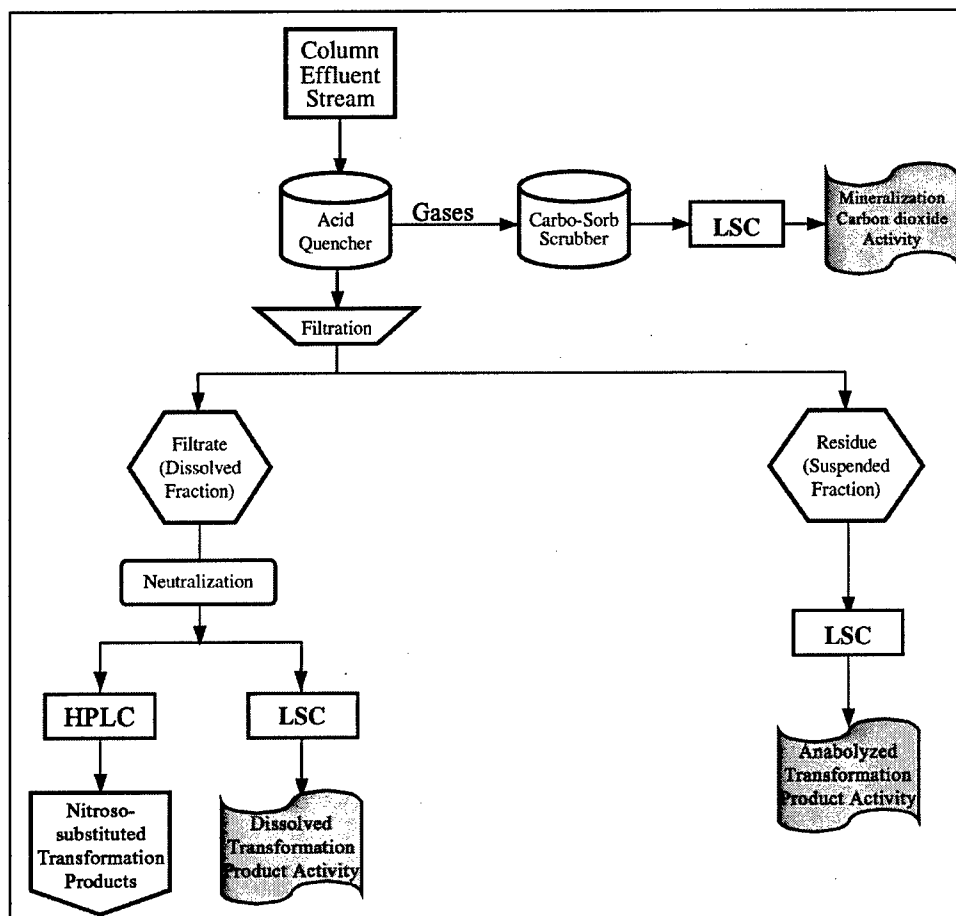 Column
Effluent
Stream
Acid
Quencher
Gases
Carbo-Sorb
Scrubber
LSC
Mineralization
Carbon dioxide
Activity
Filtration
Filtrate
(Dissolved
Fraction)
Residue
(Suspended
Fraction)
Neutralization
LSC
HPLC
LSC
Anabolyzed
Transformation
Product Activity
Nitroso-
substituted
Transformation
Products
Dissolved
Transformation
Product Activity